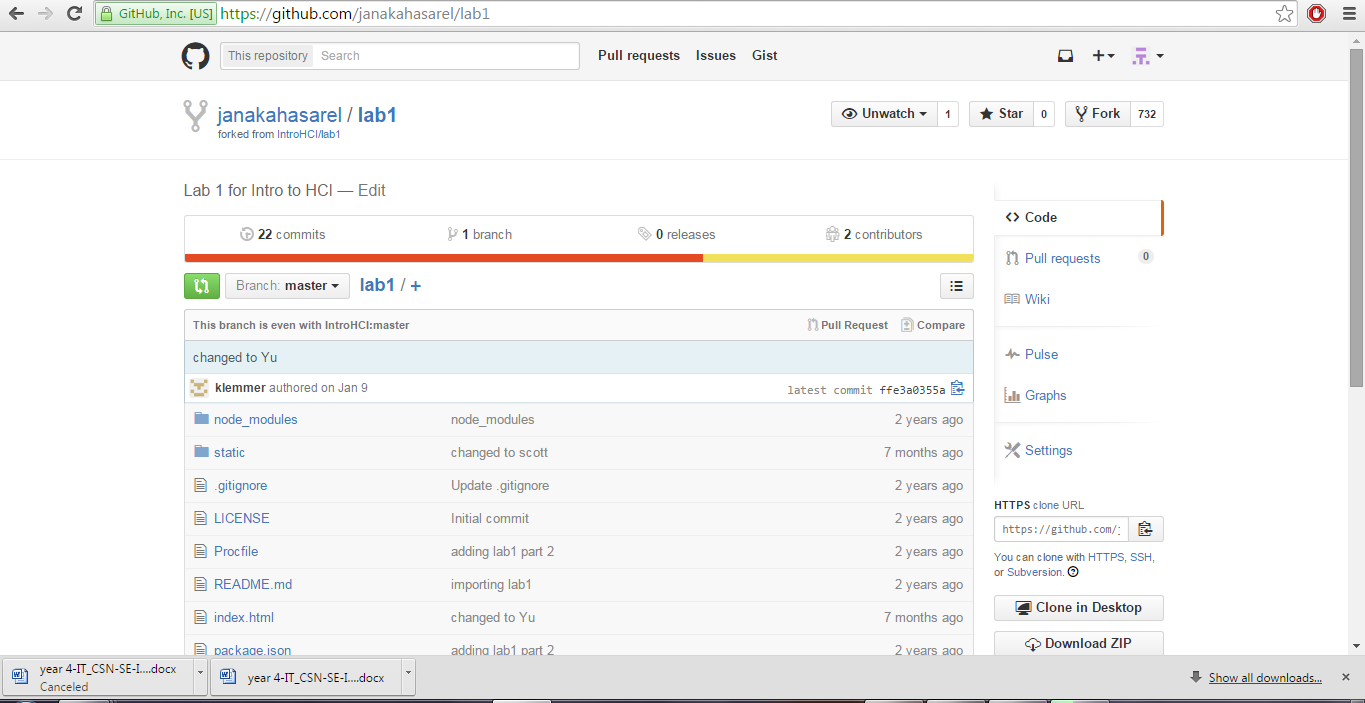 GitHub, Inc. [US] https://github.com/janakahasarel/lab1
This repository Search Pull requests Issues Gist
janakahasarel / lab1
forked from IntroHCI/lab1
Unwatch 1 Star 0 Fork 732
Lab 1 for Intro to HCI — Edit
22 commits 1 branch 0 releases 2 contributors
Branch: master lab1 / +
This branch is even with IntroHCI:master Pull Request Compare
changed to Yu
klemmer authored on Jan 9 latest commit ffe3a0355a
node_modules node_modules 2 years ago
static changed to scott 7 months ago
.gitignore Update .gitignore 2 years ago
LICENSE Initial commit 2 years ago
Procfile adding lab1 part 2 2 years ago
README.md importing lab1 2 years ago
index.html changed to Yu 7 months ago
package.json adding lab1 part 2 2 years ago
Code
Pull requests 0
Wiki
Pulse
Graphs
Settings
HTTPS clone URL
https://github.com/
You can clone with HTTPS, SSH,
or Subversion.
Clone in Desktop
Download ZIP
year 4-IT_CSN-SE-I....docx
Canceled
year 4-IT_CSN-SE-I....docx
Show all downloads...